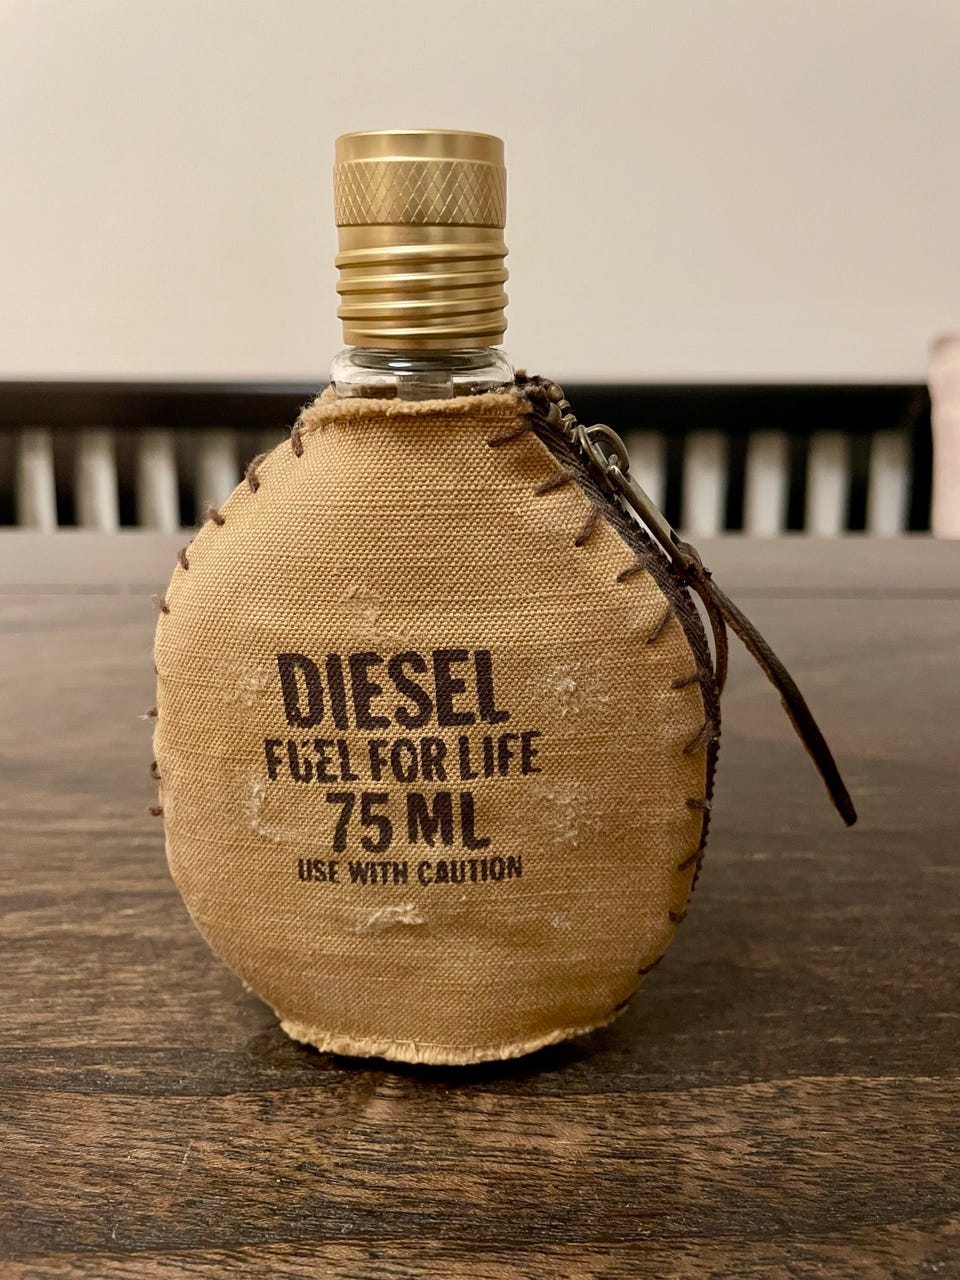 DIESEL
FUEL FOR LIFE
75 ML
USE WITH CAUTION